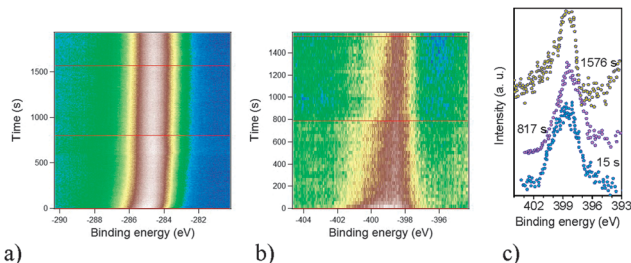 1500
1000
500
0
Time (s)
-290
-288
-286
-284
-282
Binding energy (eV)
a)
1400
1200
1000
800
600
400
200
0
Time (s)
-404
-402
-400
-398
-396
Binding energy (eV)
b)
Intensity (a. u.)
1576 s
817 s
15 s
402
399
396
393
Binding energy (eV)
c)